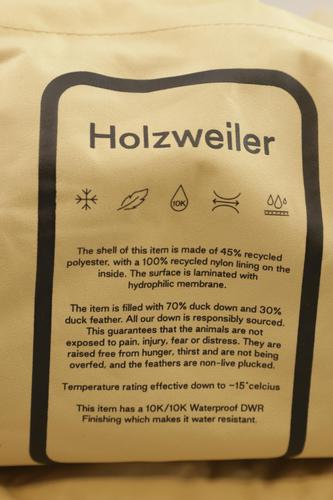 Holzweiler
10K
The shell of this item is made of 45% recycled
polyester, with a 100% recycled nylon lining on the
inside. The surface is laminated with
hydrophilic membrane.
The item is filled with 70% duck down and 30%
duck feather. All our down is responsibly sourced.
This guarantees that the animals are not
exposed to pain, injury, fear or distress. They are
raised free from hunger, thirst and are not being
overfed, and the feathers are non-live plucked.
Temperature rating effective down to -15°celcius
This item has a 10K/10K Waterproof DWR
Finishing which makes it water resistant.